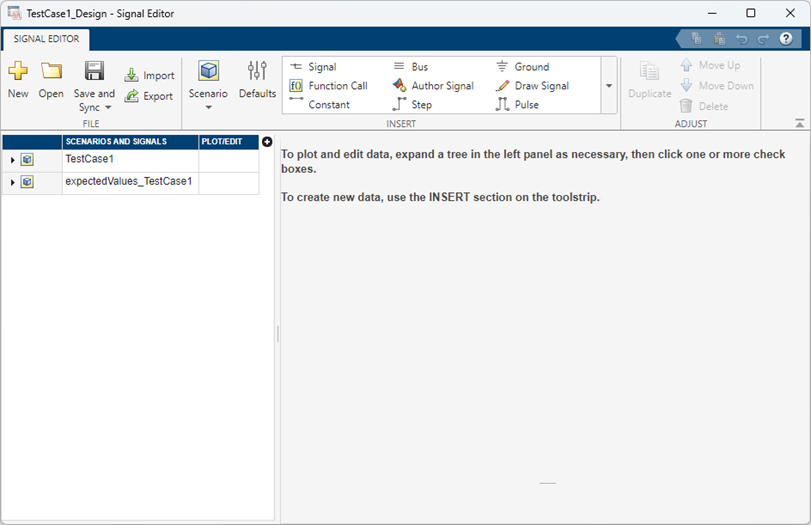 TestCase1_Design - Signal Editor
SIGNAL EDITOR
New
Open
Save and
Sync
Import
Export
FILE
Scenario
Defaults
Signal
Bus
Ground
Function Call
Author Signal
Draw Signal
Constant
Step
Pulse
INSERT
Duplicate
Move Up
Move Down
Delete
ADJUST
SCENARIOS AND SIGNALS PLOT/EDIT
TestCase1
expectedValues_TestCase1
To plot and edit data, expand a tree in the left panel as necessary, then click one or more check
boxes.
To create new data, use the INSERT section on the toolstrip.